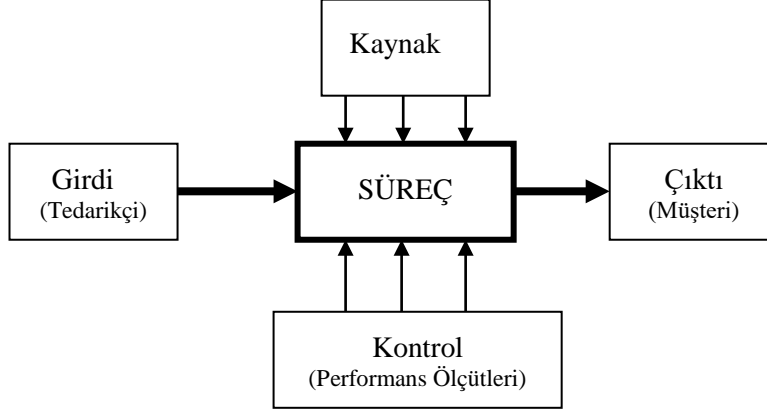 Kaynak
Girdi
(Tedarikçi)
SÜREÇ
Çıktı
(Müşteri)
Kontrol
(Performans Ölçütleri)